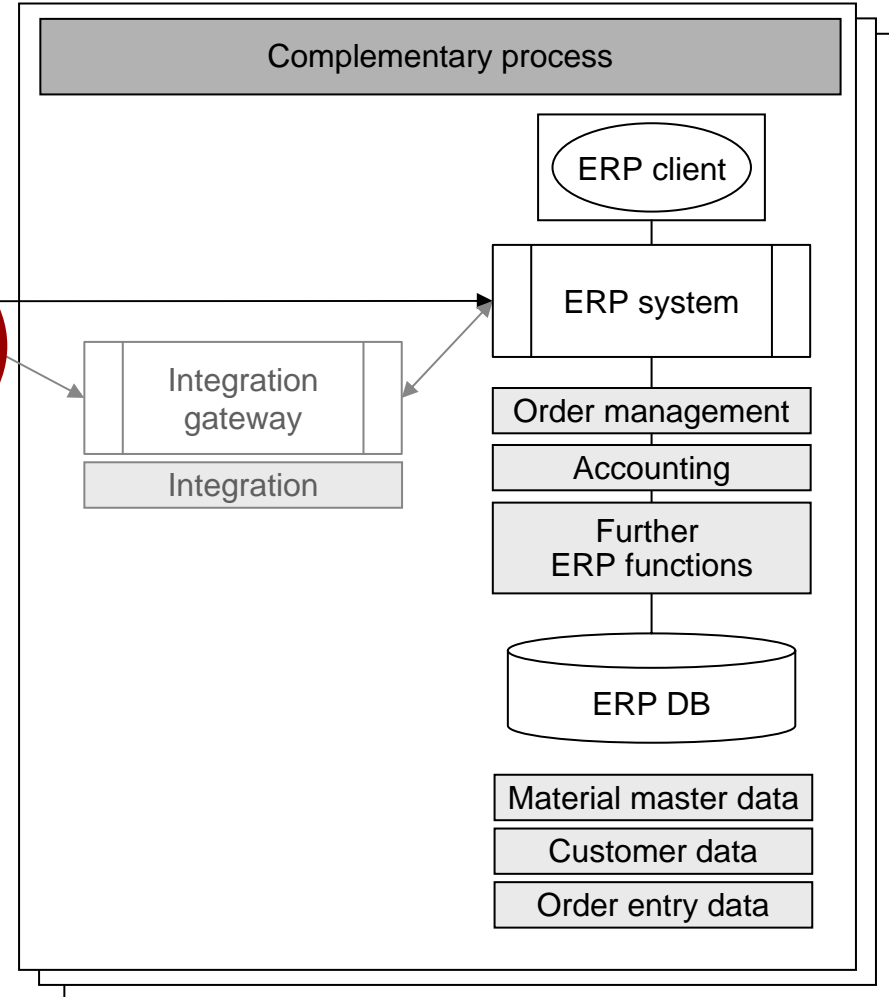 Complementary process
ERP client
ERP system
Integration
gateway
Integration
Order management
Accounting
Further
ERP functions
ERP DB
Material master data
Customer data
Order entry data